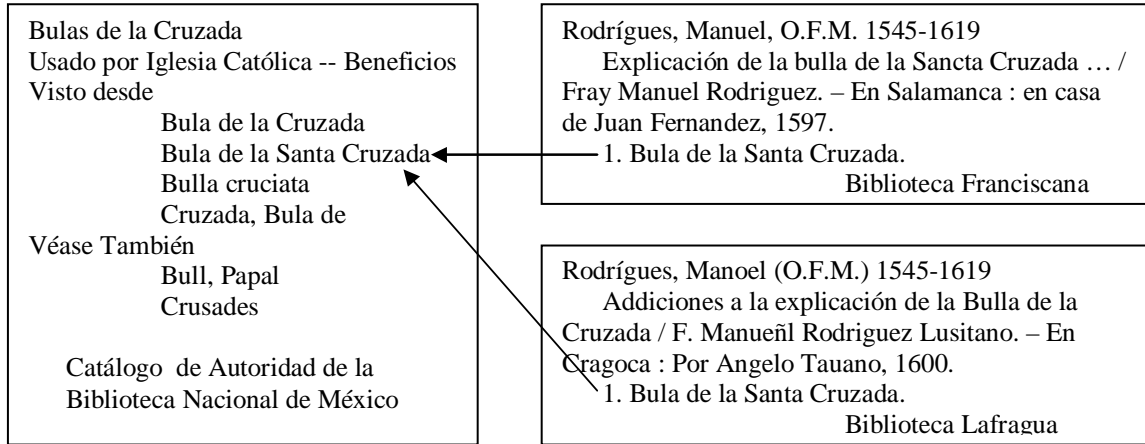 Bulas de la Cruzada
Usado por Iglesia Católica -- Beneficios
Visto desde
Bula de la Cruzada
Bula de la Santa Cruzada
Bulla cruciata
Cruzada, Bula de
Véase También
Bull, Papal
Crusades
Catálogo de Autoridad de la
Biblioteca Nacional de México
Rodrígues, Manuel, O.F.M. 1545-1619
Explicación de la bulla de la Sancta Cruzada … /
Fray Manuel Rodriguez. – En Salamanca : en casa
de Juan Fernandez, 1597.
1. Bula de la Santa Cruzada.
Biblioteca Franciscana
Rodrígues, Manoel (O.F.M.) 1545-1619
Addiciones a la explicación de la Bulla de la
Cruzada / F. Manueñl Rodriguez Lusitano. – En
Cragoca : Por Angelo Tauano, 1600.
1. Bula de la Santa Cruzada.
Biblioteca Lafragua